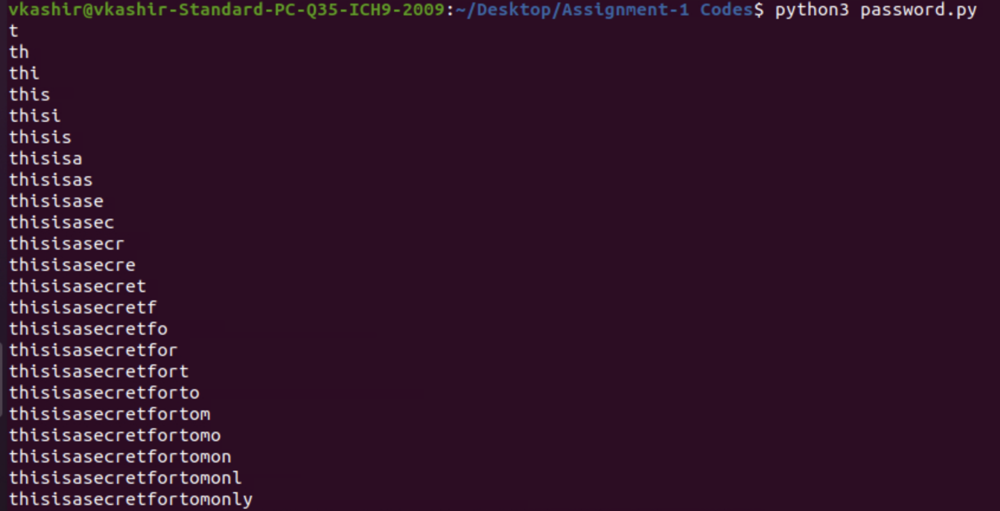 vkashir@vkashir-Standard-PC-Q35-ICH9-2009:~/Desktop/Assignment-1 Codes$ python3 password.py
t
th
thi
this
thisi
thisis
thisisa
thisisas
thisisase
thisisasec
thisisasecr
thisisasecre
thisisasecret
thisisasecretf
thisisasecretfo
thisisasecretfor
thisisasecretfort
thisisasecretforto
thisisasecretfortom
thisisasecretfortomo
thisisasecretfortomon
thisisasecretfortomonl
thisisasecretfortomonly